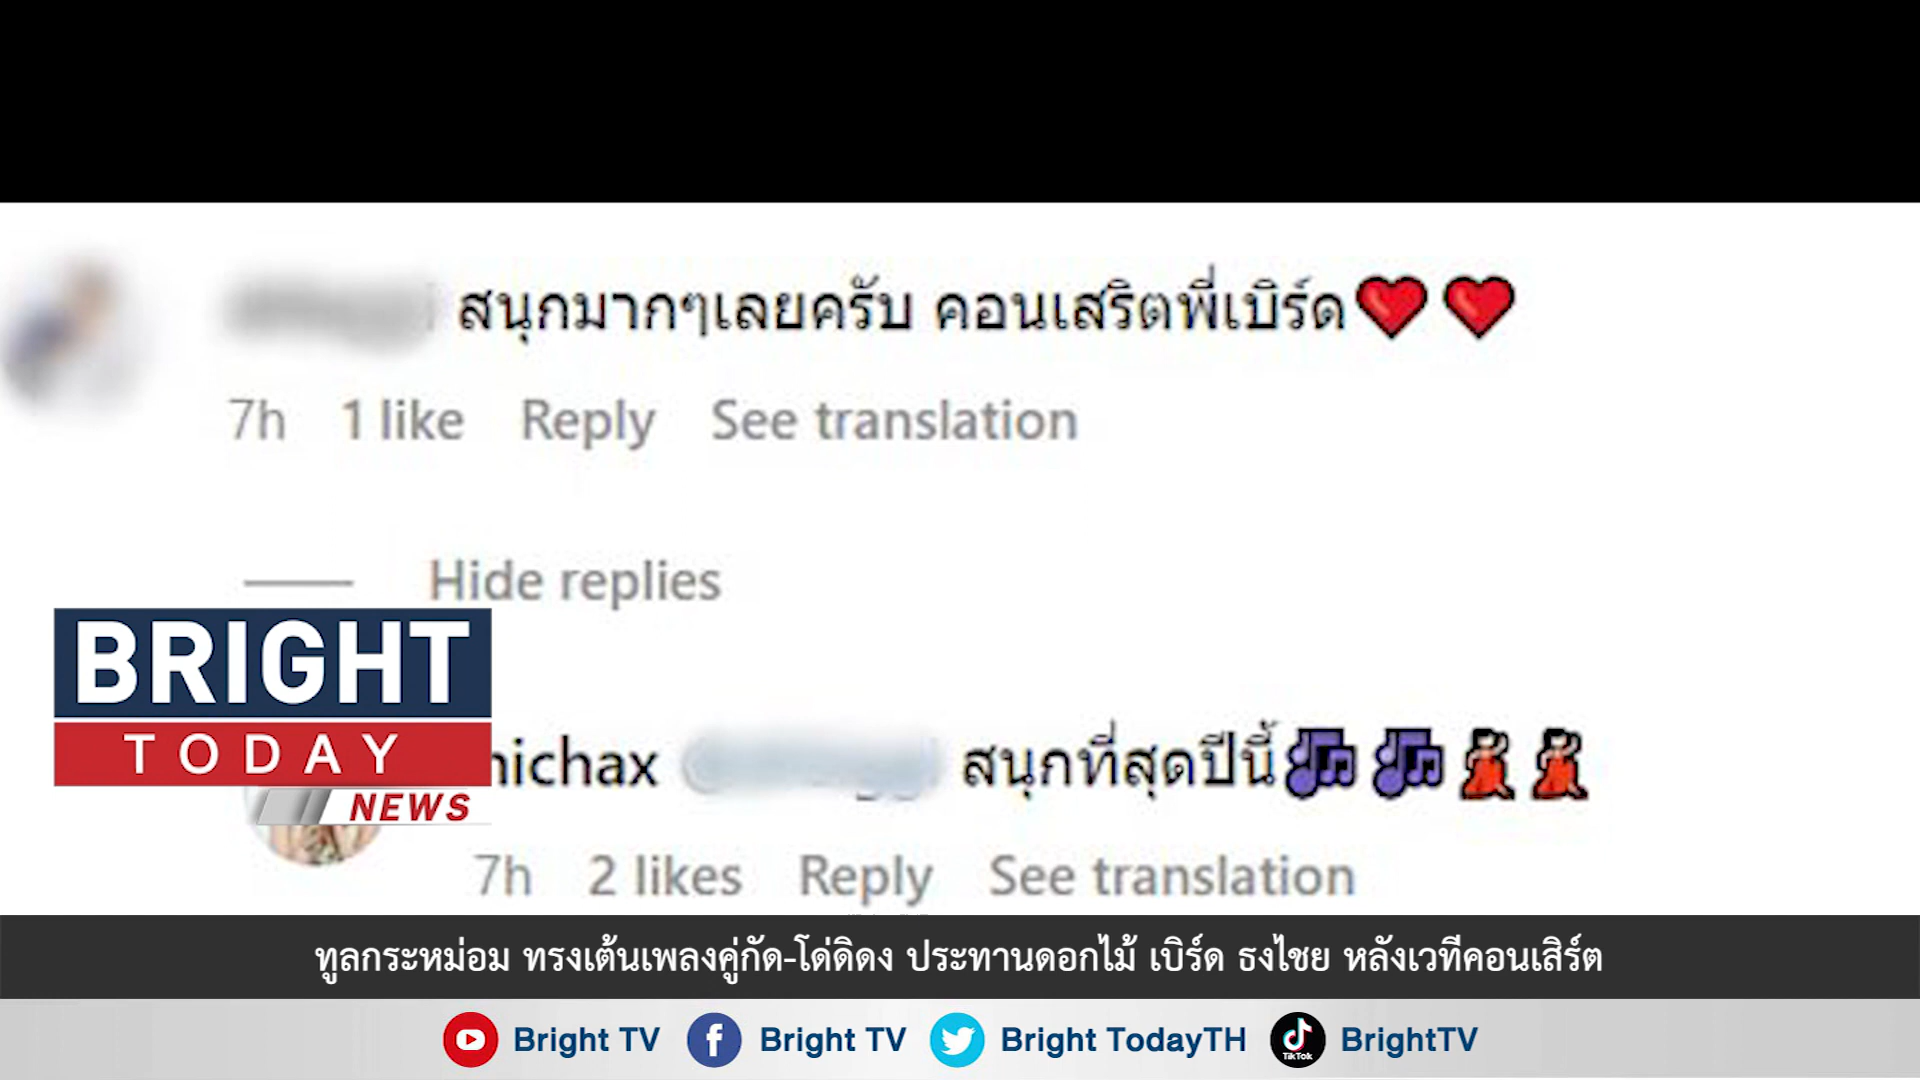 สนุกมากๆเลยครับ คอนเสริตพี่เบิร์ด❤️❤️
7h 1 like Reply See translation
Hide replies
nichax สนุกที่สุดปีนี้🎶🎶💃💃
7h 2 likes Reply See translation
BRIGHT
TODAY
NEWS
ทูลกระหม่อม ทรงเต้นเพลงคู่กัด-โด่ดิดง ประทานดอกไม้ เบิร์ด ธงไชย หลังเวทีคอนเสิร์ต
Bright TV Bright TV Bright TodayTH TikTok BrightTV